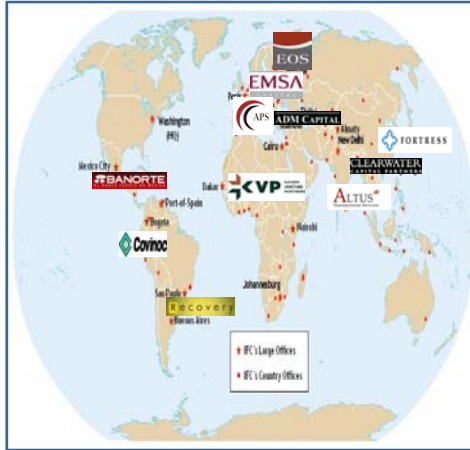 EOS
EMSA
Paris
APS
ADM CAPITAL
Washington
(HQ)
Almaty
New Delhi
FORTRESS
Cairo
Mexico City
BANORTE
CLEARWATER
CAPITAL PARTNERS
Dakar
KVP
ALTUS
Port-of-Spain
Bogota
Nairobi
Covinoc
Johannesburg
Sao Paulo
Recovery
Buenos Aires
IFC's Large Offices
IFC's Country Offices